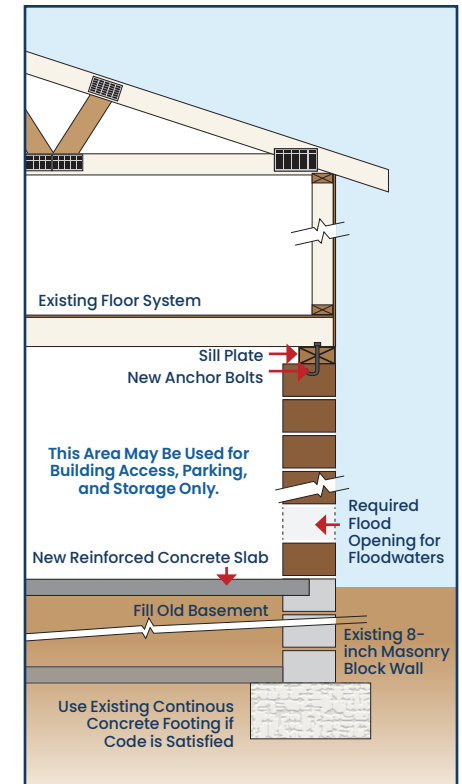 Existing Floor System
Sill Plate
New Anchor Bolts
This Area May Be Used for
Building Access, Parking,
and Storage Only.
Required
Flood
Opening for
Floodwaters
New Reinforced Concrete Slab
Fill Old Basement
Existing 8-
inch Masonry
Block Wall
Use Existing Continous
Concrete Footing if
Code is Satisfied